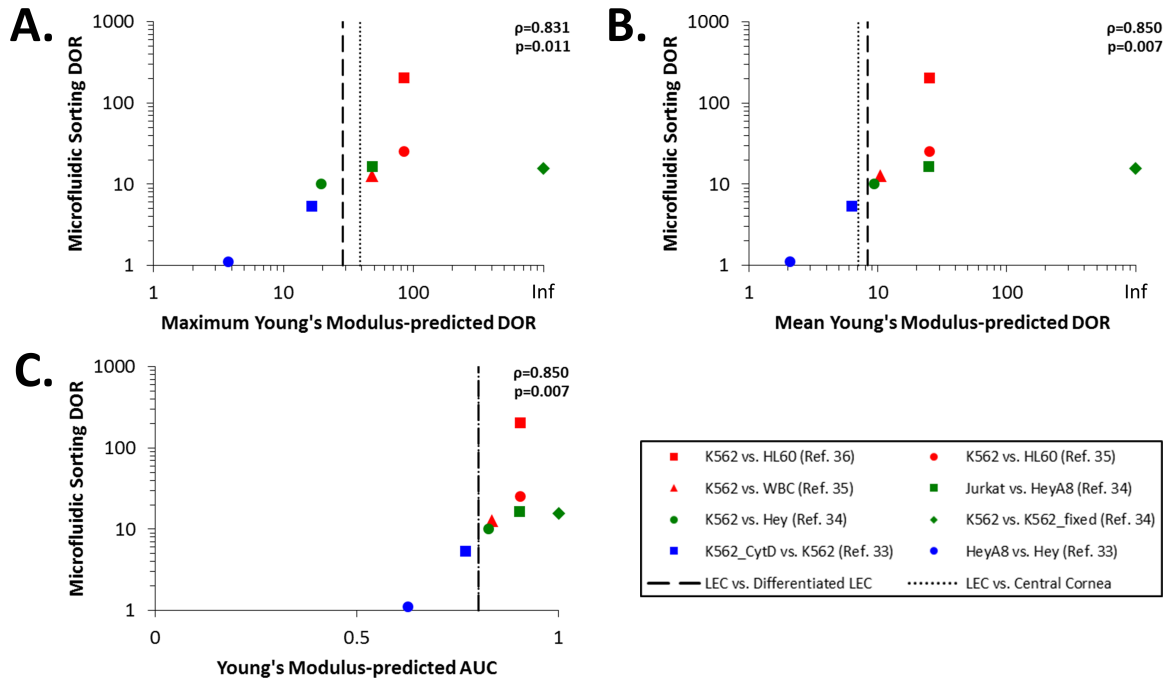 A.
ρ=0.831
p=0.011
Microfluidic Sorting DOR
1000
100
10
1
1
10
100
Inf
Maximum Young's Modulus-predicted DOR
B.
ρ=0.850
p=0.007
Microfluidic Sorting DOR
1000
100
10
1
1
10
100
Inf
Mean Young's Modulus-predicted DOR
C.
ρ=0.850
p=0.007
Microfluidic Sorting DOR
1000
100
10
1
0
0.5
1
Young's Modulus-predicted AUC
K562 vs. HL60 (Ref. 36)
K562 vs. HL60 (Ref. 35)
K562 vs. WBC (Ref. 35)
Jurkat vs. HeyA8 (Ref. 34)
K562 vs. Hey (Ref. 34)
K562 vs. K562_fixed (Ref. 34)
K562_CytD vs. K562 (Ref. 33)
HeyA8 vs. Hey (Ref. 33)
LEC vs. Differentiated LEC
LEC vs. Central Cornea